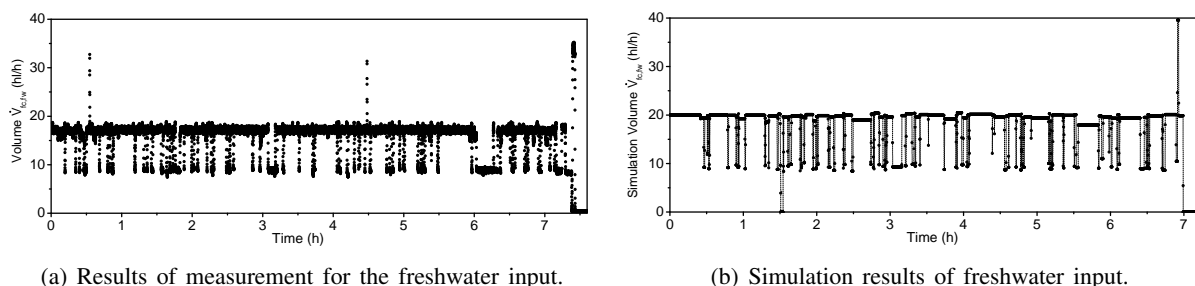 40
30
20
10
0
Volume V̇fc,fw (hl/h)
0 1 2 3 4 5 6 7
Time (h)
(a) Results of measurement for the freshwater input.
40
30
20
10
0
Simulation Volume V̇fc,fw (hl/h)
0 1 2 3 4 5 6 7
Time (h)
(b) Simulation results of freshwater input.